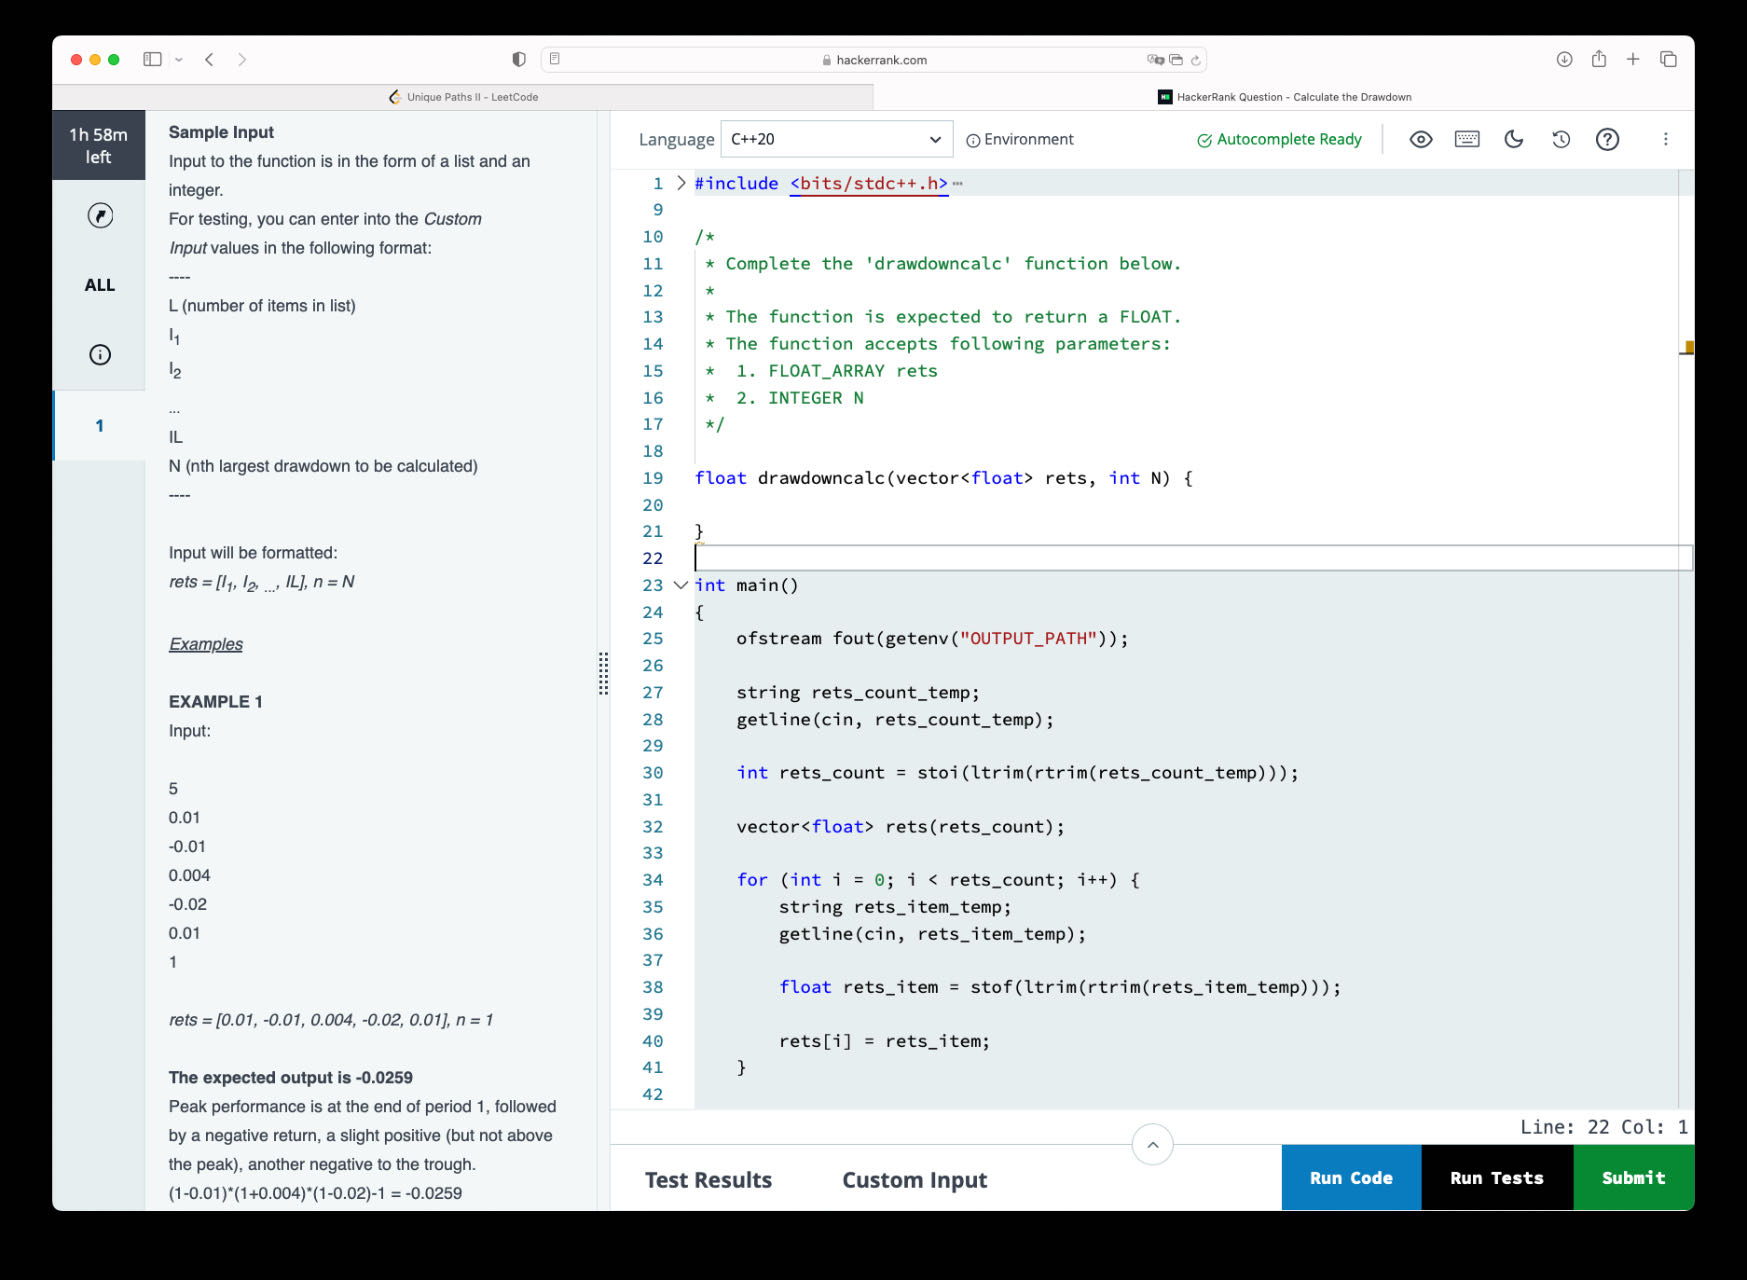 hackerrank.com
Unique Paths II - LeetCode
HackerRank Question - Calculate the Drawdown
1h 58m
left
ALL
1
Sample Input
Input to the function is in the form of a list and an
integer.
For testing, you can enter into the Custom
Input values in the following format:
----
L (number of items in list)
I1
I2
...
IL
N (nth largest drawdown to be calculated)
----
Input will be formatted:
rets = [I1, I2, ..., IL], n = N
Examples
EXAMPLE 1
Input:
5
0.01
-0.01
0.004
-0.02
0.01
1
rets = [0.01, -0.01, 0.004, -0.02, 0.01], n = 1
The expected output is -0.0259
Peak performance is at the end of period 1, followed
by a negative return, a slight positive (but not above
the peak), another negative to the trough.
(1-0.01)*(1+0.004)*(1-0.02)-1 = -0.0259
Language C++20 Environment Autocomplete Ready
1 #include <bits/stdc++.h>
9
10 /*
11 * Complete the 'drawdowncalc' function below.
12 *
13 * The function is expected to return a FLOAT.
14 * The function accepts following parameters:
15 * 1. FLOAT_ARRAY rets
16 * 2. INTEGER N
17 */
18
19 float drawdowncalc(vector<float> rets, int N) {
20
21 }
22
23 int main()
24 {
25 ofstream fout(getenv("OUTPUT_PATH"));
26
27 string rets_count_temp;
28 getline(cin, rets_count_temp);
29
30 int rets_count = stoi(ltrim(rtrim(rets_count_temp)));
31
32 vector<float> rets(rets_count);
33
34 for (int i = 0; i < rets_count; i++) {
35 string rets_item_temp;
36 getline(cin, rets_item_temp);
37
38 float rets_item = stof(ltrim(rtrim(rets_item_temp)));
39
40 rets[i] = rets_item;
41 }
42
Line: 22 Col: 1
Test Results Custom Input Run Code Run Tests Submit